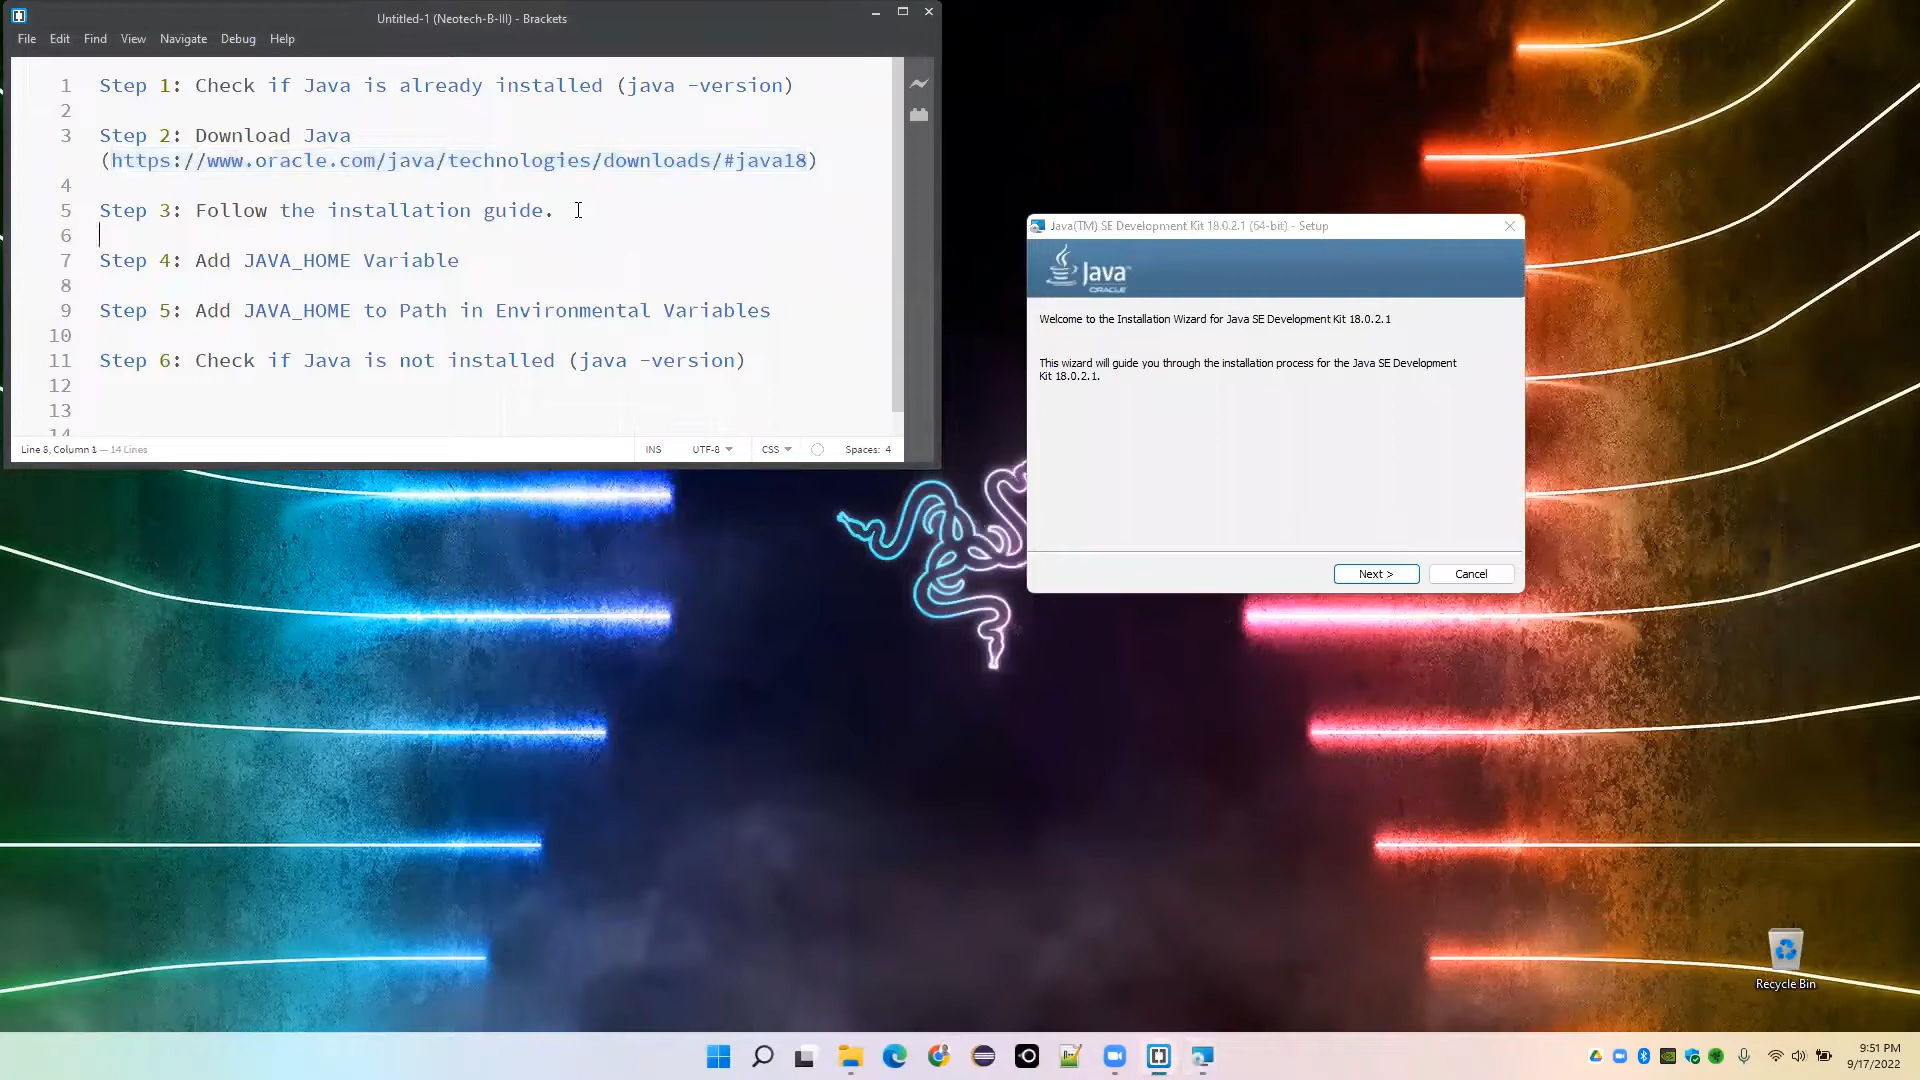 Untitled-1 (Neotech-B-III) - Brackets
File Edit Find View Navigate Debug Help
1 Step 1: Check if Java is already installed (java -version)
2
3 Step 2: Download Java
(https://www.oracle.com/java/technologies/downloads/#java18)
4
5 Step 3: Follow the installation guide.
6
7 Step 4: Add JAVA_HOME Variable
8
9 Step 5: Add JAVA_HOME to Path in Environmental Variables
10
11 Step 6: Check if Java is not installed (java -version)
12
13
14
Line 6, Column 1 — 14 Lines
INS UTF-8 CSS Spaces: 4
Java(TM) SE Development Kit 18.0.2.1 (64-bit) - Setup
Java™
ORACLE
Welcome to the Installation Wizard for Java SE Development Kit 18.0.2.1
This wizard will guide you through the installation process for the Java SE Development
Kit 18.0.2.1.
Next > Cancel
Recycle Bin
9:51 PM
9/17/2022